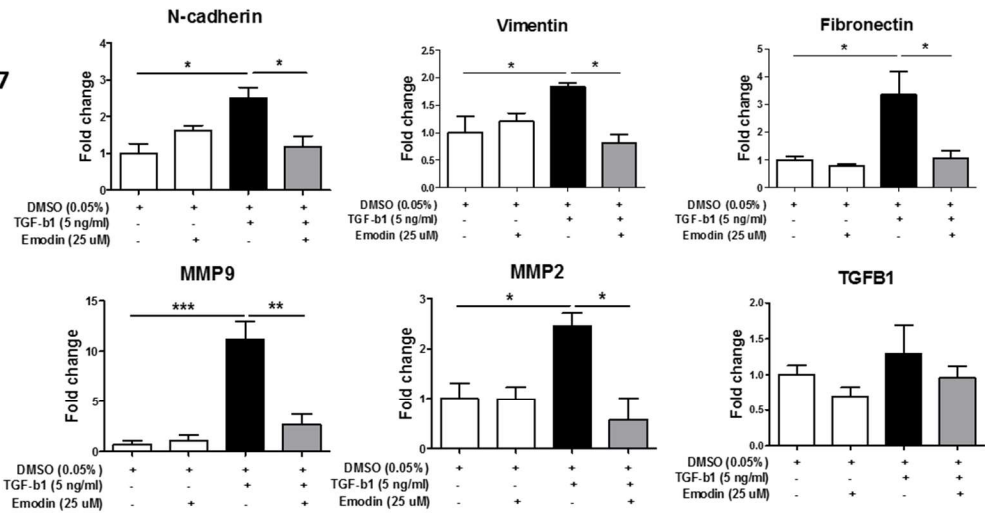 N-cadherin
7
Fold change
4
3
2
1
0
*
*
DMSO (0.05%) + + + +
TGF-b1 (5 ng/ml) - - + +
Emodin (25 uM) - + - +
Vimentin
Fold change
2.5
2.0
1.5
1.0
0.5
0.0
*
*
DMSO (0.05%) + + + +
TGF-b1 (5 ng/ml) - - + +
Emodin (25 uM) - + - +
Fibronectin
Fold change
5
4
3
2
1
0
*
*
DMSO (0.05%) + + + +
TGF-b1 (5 ng/ml) - - + +
Emodin (25 uM) - + - +
MMP9
Fold change
15
10
5
0
***
**
DMSO (0.05%) + + + +
TGF-b1 (5 ng/ml) - - + +
Emodin (25 uM) - + - +
MMP2
Fold change
3
2
1
0
*
*
DMSO (0.05%) + + + +
TGF-b1 (5 ng/ml) - - + +
Emodin (25 uM) - + - +
TGFB1
Fold change
2.0
1.5
1.0
0.5
0.0
DMSO (0.05%) + + + +
TGF-b1 (5 ng/ml) - - + +
Emodin (25 uM) - + - +